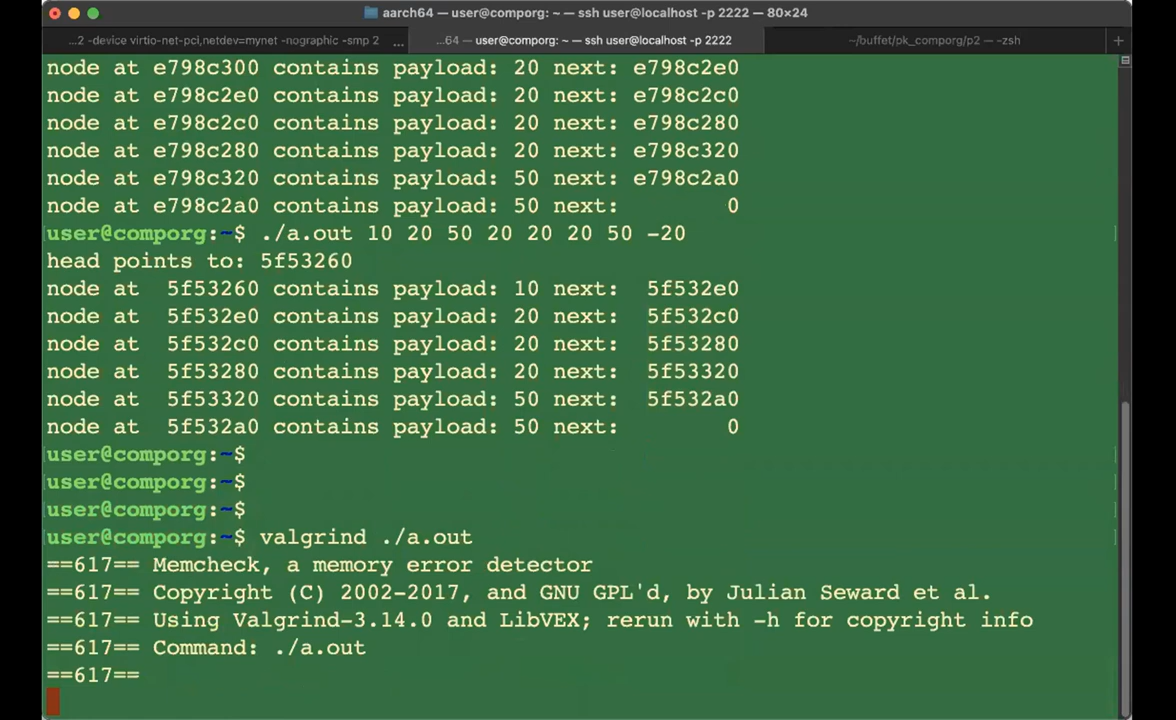 aarch64 — user@comporg: ~ — ssh user@localhost -p 2222 — 80×24
...2 -device virtio-net-pci,netdev=mynet -nographic -smp 2 ... ...64 — user@comporg: ~ — ssh user@localhost -p 2222 ~/buffet/pk_comporg/p2 — -zsh +
node at e798c300 contains payload: 20 next: e798c2e0
node at e798c2e0 contains payload: 20 next: e798c2c0
node at e798c2c0 contains payload: 20 next: e798c280
node at e798c280 contains payload: 20 next: e798c320
node at e798c320 contains payload: 50 next: e798c2a0
node at e798c2a0 contains payload: 50 next:        0
user@comporg:~$ ./a.out 10 20 50 20 20 20 50 -20
head points to: 5f53260
node at  5f53260 contains payload: 10 next:  5f532e0
node at  5f532e0 contains payload: 20 next:  5f532c0
node at  5f532c0 contains payload: 20 next:  5f53280
node at  5f53280 contains payload: 20 next:  5f53320
node at  5f53320 contains payload: 50 next:  5f532a0
node at  5f532a0 contains payload: 50 next:        0
user@comporg:~$
user@comporg:~$
user@comporg:~$
user@comporg:~$ valgrind ./a.out
==617== Memcheck, a memory error detector
==617== Copyright (C) 2002-2017, and GNU GPL'd, by Julian Seward et al.
==617== Using Valgrind-3.14.0 and LibVEX; rerun with -h for copyright info
==617== Command: ./a.out
==617==